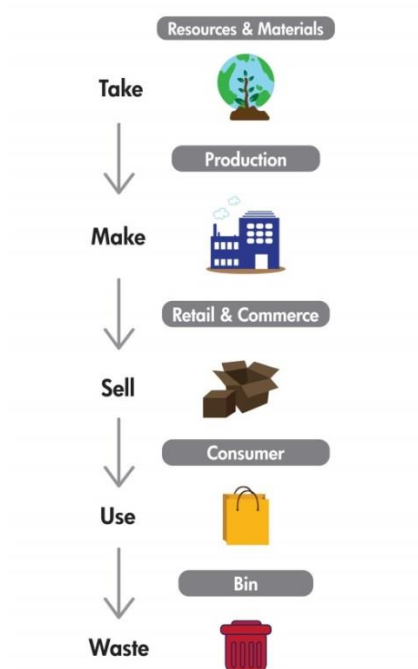 Resources & Materials
Take
Production
Make
Retail & Commerce
Sell
Consumer
Use
Bin
Waste